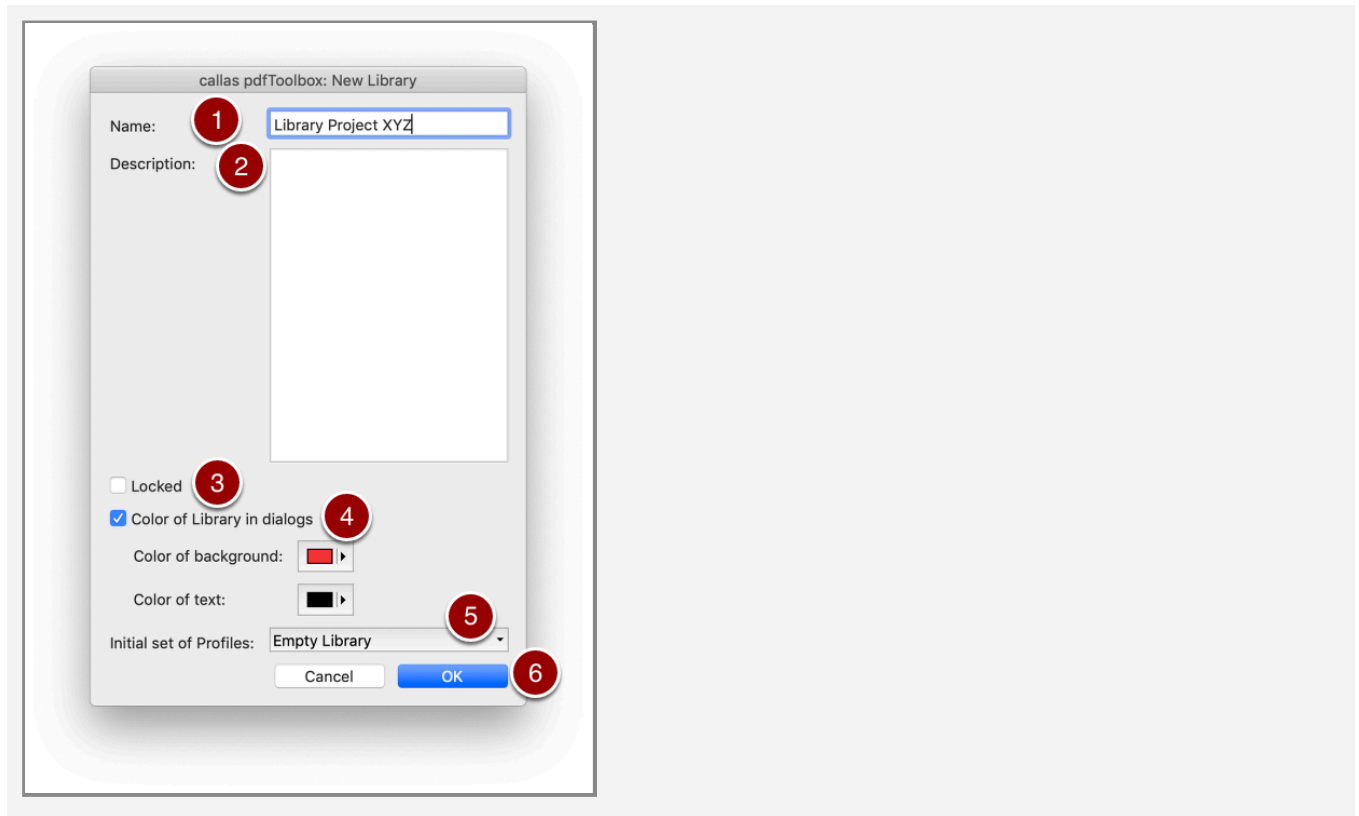 callas pdfToolbox: New Library
Name: 1 Library Project XYZ
Description: 2
Locked 3
Color of Library in dialogs 4
Color of background:
Color of text:
5
Initial set of Profiles: Empty Library
Cancel OK 6